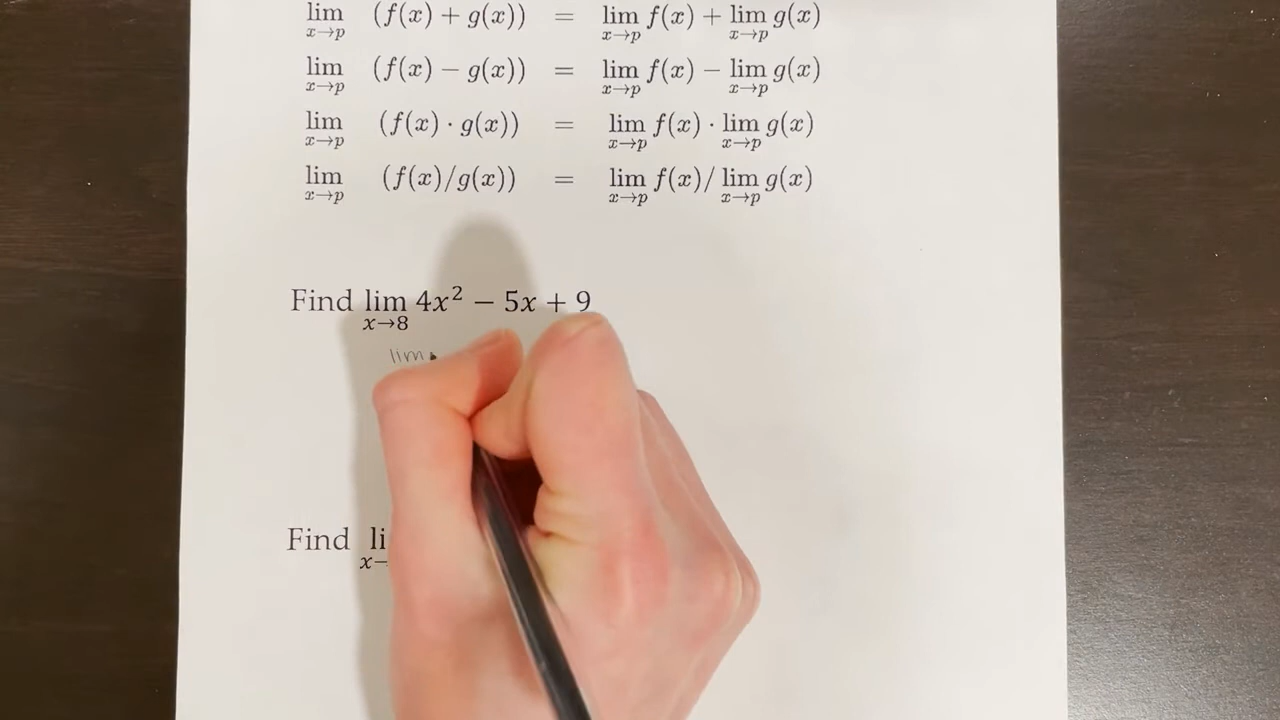 lim x→p (f(x) + g(x)) = lim x→p f(x) + lim x→p g(x)
lim x→p (f(x) − g(x)) = lim x→p f(x) − lim x→p g(x)
lim x→p (f(x) · g(x)) = lim x→p f(x) · lim x→p g(x)
lim x→p (f(x)/g(x)) = lim x→p f(x)/ lim x→p g(x)
Find lim x→8 4x² − 5x + 9
lim
Find li
x−